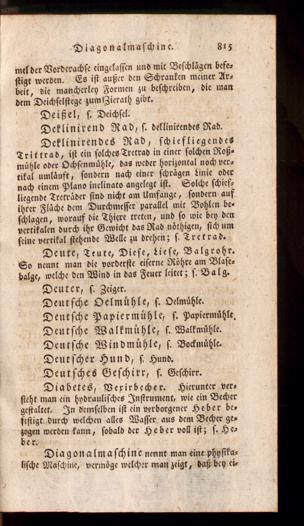 Diagonalmaschine. 815
mel der Vorderachse eingelassen und mit Beschlägen befe-
stigt werden. Es ist außer den Schranken meiner Ar-
beit, die mancherley Formen zu beschreiben, die man
dem Deichselstege zum Zierath gibt.
Deißel, s. Deichsel.
Deklinirend Rad, s. deklinirendes Rad.
Deklinirendes Rad, schiefliegendes
Trittrad, ist ein solches Tretrad in einer solchen Roß-
mühle oder Ochsenmühle, das weder horizontal noch ver-
tikal umläuft, sondern nach einer schrägen Linie oder
nach einem Plans inclinato angelegt ist. Solche schief-
liegende Treträder sind nicht am Umfange, sondern auf
ihrer Fläche dem Durchmesser parallel mit Bohlen be-
schlagen, worauf die Thiere treten, und so wie bey den
vertikalen durch ihr Gewicht das Rad nöthigen, sich um
seine vertikal stehende Welle zu drehen; s. Tretrad.
Deute, Teute, Diese, Liese, Balgrohr.
So nennt man die vorderste eiserne Röhre am Blase-
balge, welche den Wind in das Feuer leitet; s. Balg.
Deuter, s. Zeiger.
Deutsche Oelmühle, s. Oelmühle.
Deutsche Papiermühle, s. Papiermühle.
Deutsche Walkmühle, s. Walkmühle.
Deutsche Windmühle, s. Bockmühle.
Deutscher Hund, s. Hund.
Deutsches Geschirr, s. Geschirr.
Diabetes, Vexirbecher. Hierunter ver-
steht man ein hydraulisches Instrument, wie ein Becher
gestaltet. In demselben ist ein verborgener Heber be-
festigt durch welchen alles Wasser aus dem Becher ge-
zogen werden kann, sobald der Heber voll ist; s. He-
ber.
Diagonalmaschine nennt man eine physika-
lische Maschine, vermöge welcher man zeigt, daß bey ei-